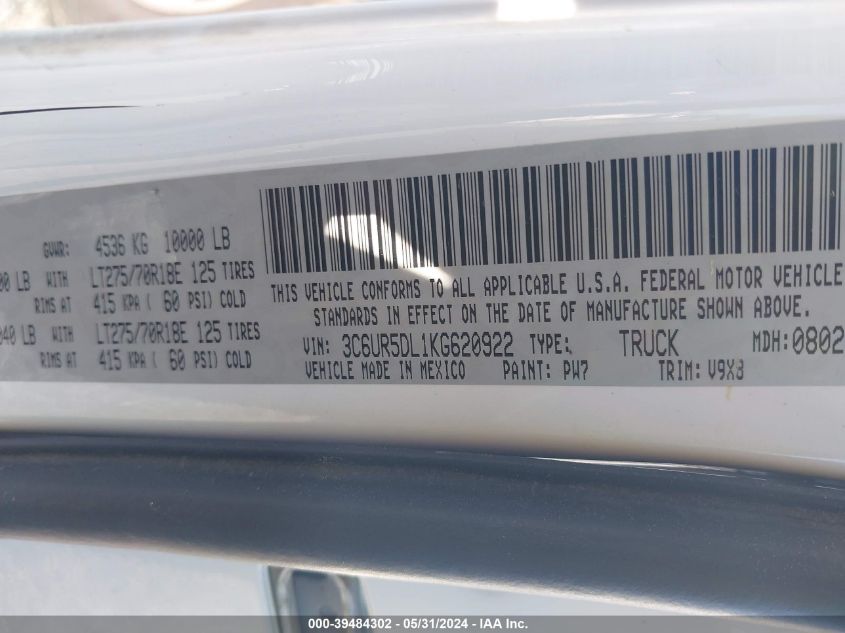 GVWR: 4536 KG 10000 LB
00 LB WITH LT275/70R18E 125 TIRES
RIMS AT 415 KPA ( 60 PSI) COLD
040 LB WITH LT275/70R18E 125 TIRES
RIMS AT 415 KPA ( 60 PSI) COLD
THIS VEHICLE CONFORMS TO ALL APPLICABLE U.S.A. FEDERAL MOTOR VEHICLE
STANDARDS IN EFFECT ON THE DATE OF MANUFACTURE SHOWN ABOVE.
VIN: 3C6UR5DL1KG620922 TYPE: TRUCK MDH:0802
VEHICLE MADE IN MEXICO PAINT: PW7 TRIM: V9X8
000-39484302 - 05/31/2024 - IAA Inc.